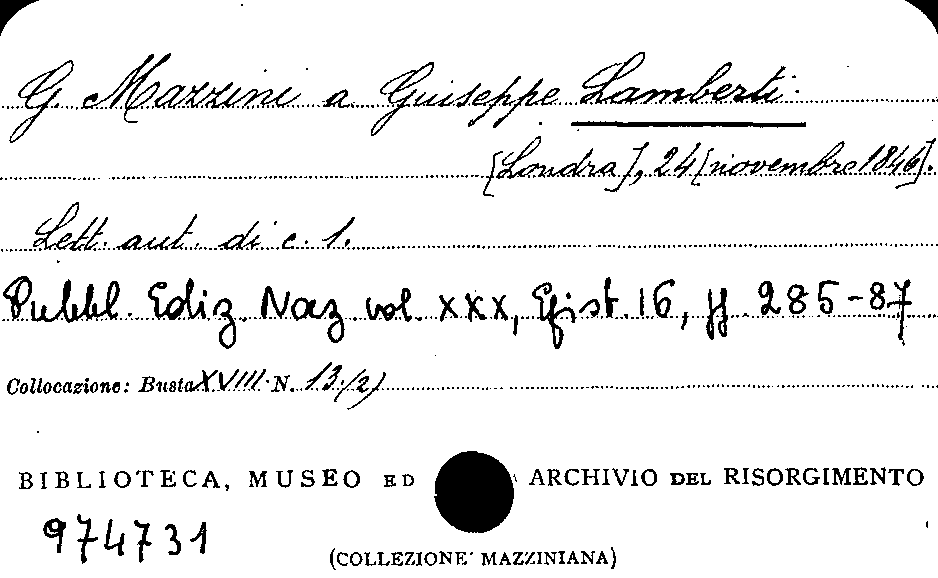 G. Mazzini a Giuseppe Lamberti.
[Londra], 24 [novembre 1846].
Lett. aut. di c. 1.
Pubbl. Ediz. Naz. vol. XXX, Epist. 16, pp. 285-87
Collocazione: Busta XVIII N. 13/2)
BIBLIOTECA, MUSEO ED ARCHIVIO DEL RISORGIMENTO
974731
(COLLEZIONE MAZZINIANA)